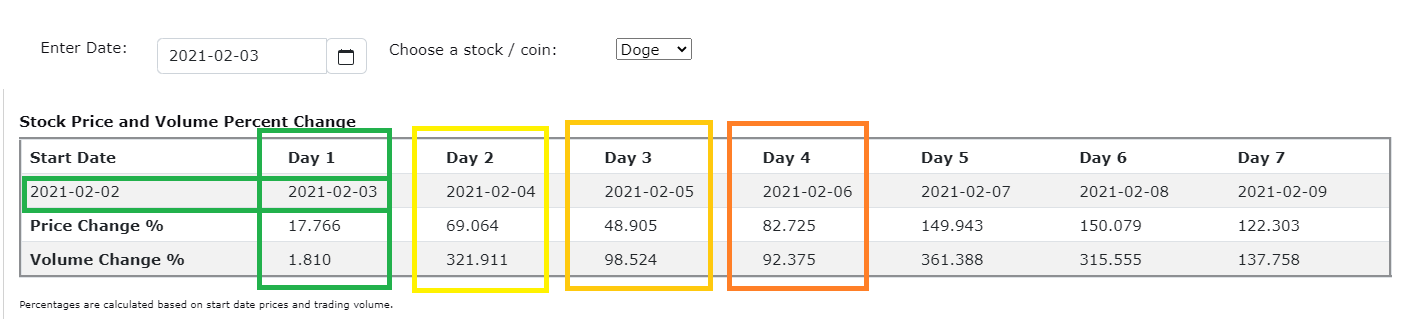 Enter Date: 2021-02-03 Choose a stock / coin: Doge
Stock Price and Volume Percent Change
Start Date Day 1 Day 2 Day 3 Day 4 Day 5 Day 6 Day 7
2021-02-02 2021-02-03 2021-02-04 2021-02-05 2021-02-06 2021-02-07 2021-02-08 2021-02-09
Price Change % 17.766 69.064 48.905 82.725 149.943 150.079 122.303
Volume Change % 1.810 321.911 98.524 92.375 361.388 315.555 137.758
Percentages are calculated based on start date prices and trading volume.